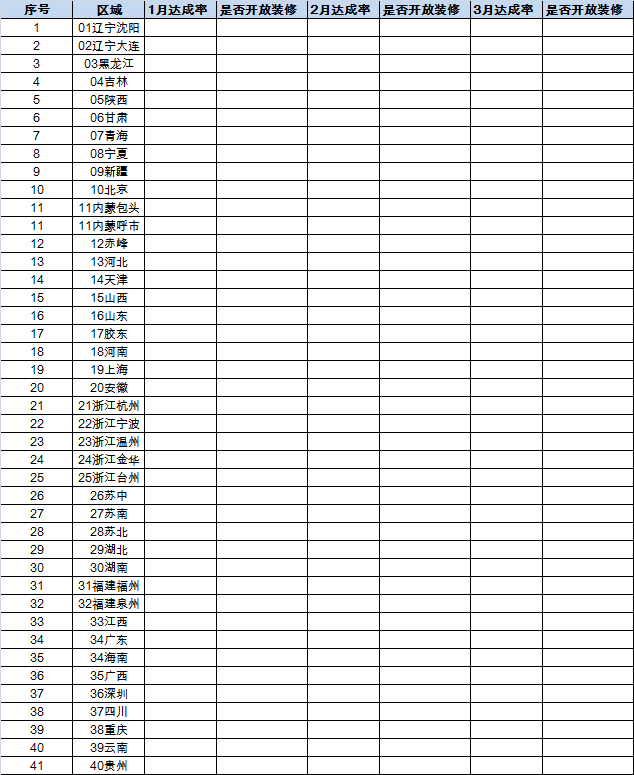 序号 区域 1月达成率 是否开放装修 2月达成率 是否开放装修 3月达成率 是否开放装修
1 01辽宁沈阳
2 02辽宁大连
3 03黑龙江
4 04吉林
5 05陕西
6 06甘肃
7 07青海
8 08宁夏
9 09新疆
10 10北京
11 11内蒙包头
11 11内蒙呼市
12 12赤峰
13 13河北
14 14天津
15 15山西
16 16山东
17 17胶东
18 18河南
19 19上海
20 20安徽
21 21浙江杭州
22 22浙江宁波
23 23浙江温州
24 24浙江金华
25 25浙江台州
26 26苏中
27 27苏南
28 28苏北
29 29湖北
30 30湖南
31 31福建福州
32 32福建泉州
33 33江西
34 34广东
35 34海南
36 35广西
37 36深圳
38 37四川
39 38重庆
40 39云南
41 40贵州